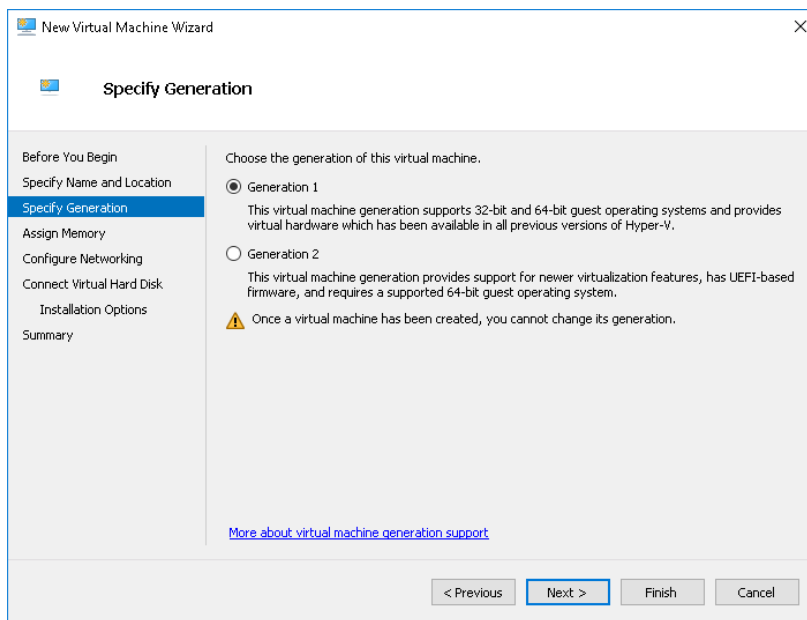 New Virtual Machine Wizard
Specify Generation
Before You Begin
Specify Name and Location
Specify Generation
Assign Memory
Configure Networking
Connect Virtual Hard Disk
Installation Options
Summary
Choose the generation of this virtual machine.
Generation 1
This virtual machine generation supports 32-bit and 64-bit guest operating systems and provides
virtual hardware which has been available in all previous versions of Hyper-V.
Generation 2
This virtual machine generation provides support for newer virtualization features, has UEFI-based
firmware, and requires a supported 64-bit guest operating system.
Once a virtual machine has been created, you cannot change its generation.
More about virtual machine generation support
< Previous
Next >
Finish
Cancel